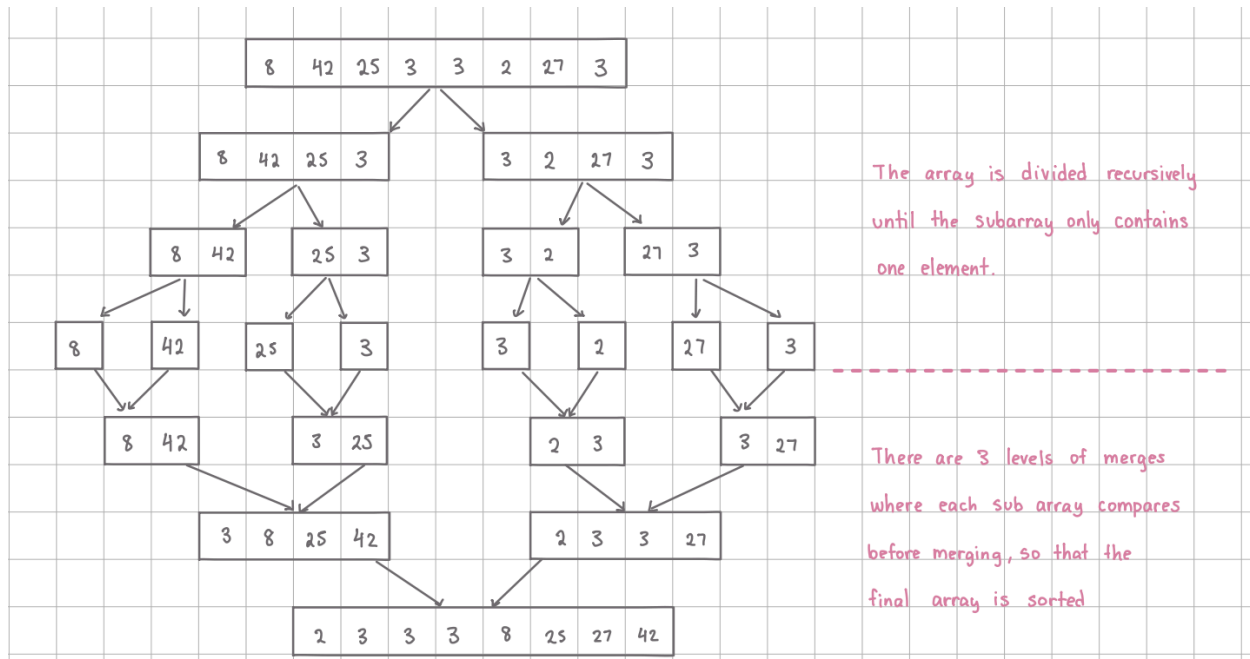 8 42 25 3 3 2 27 3
8 42 25 3
3 2 27 3
The array is divided recursively
until the subarray only contains
one element.
8 42
25 3
3 2
27 3
8
42
25
3
3
2
27
3
8 42
3 25
2 3
3 27
There are 3 levels of merges
where each sub array compares
before merging, so that the
final array is sorted
3 8 25 42
2 3 3 27
2 3 3 3 8 25 27 42